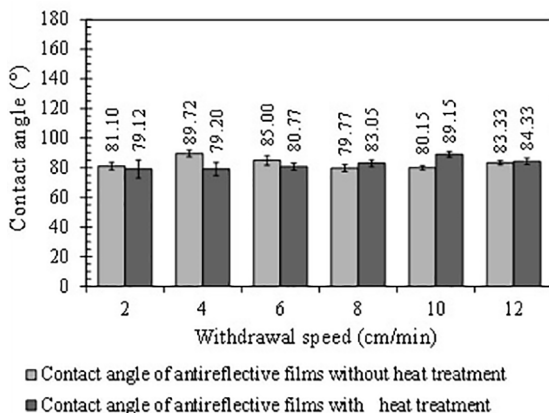 Contact angle (°)
180
160
140
120
100
80
60
40
20
0
81.10 79.12 89.72 79.20 85.00 80.77 79.77 83.05 80.15 89.15 83.33 84.33
2 4 6 8 10 12
Withdrawal speed (cm/min)
Contact angle of antireflective films without heat treatment
Contact angle of antireflective films with heat treatment